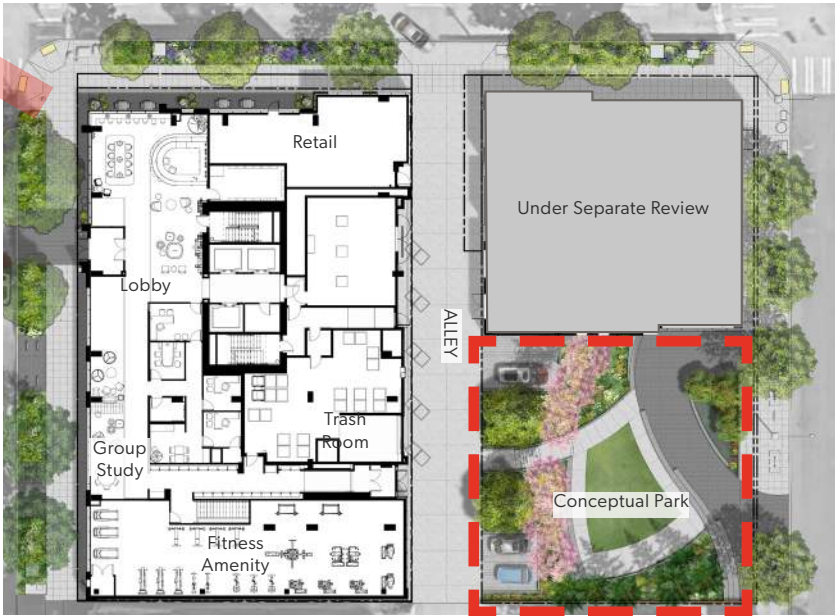 Retail
Under Separate Review
Lobby
ALLEY
Trash
Room
Group
Study
Conceptual Park
Fitness
Amenity